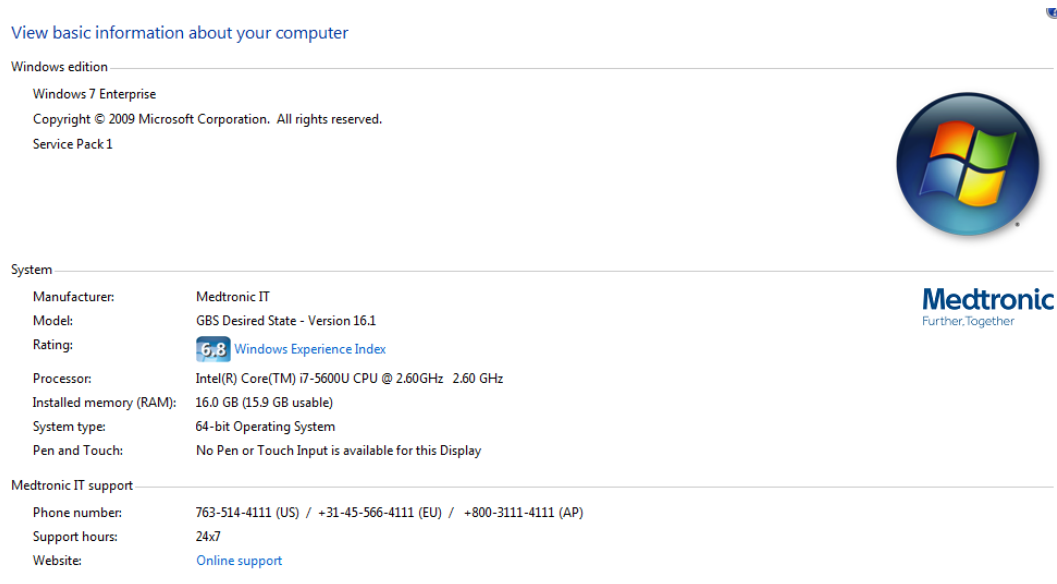 View basic information about your computer
Windows edition
Windows 7 Enterprise
Copyright © 2009 Microsoft Corporation.  All rights reserved.
Service Pack 1
System
Manufacturer: Medtronic IT
Model: GBS Desired State - Version 16.1
Rating: 6.8 Windows Experience Index
Processor: Intel(R) Core(TM) i7-5600U CPU @ 2.60GHz   2.60 GHz
Installed memory (RAM): 16.0 GB (15.9 GB usable)
System type: 64-bit Operating System
Pen and Touch: No Pen or Touch Input is available for this Display
Medtronic
Further, Together
Medtronic IT support
Phone number: 763-514-4111 (US)  /  +31-45-566-4111 (EU)  /   +800-3111-4111 (AP)
Support hours: 24x7
Website: Online support